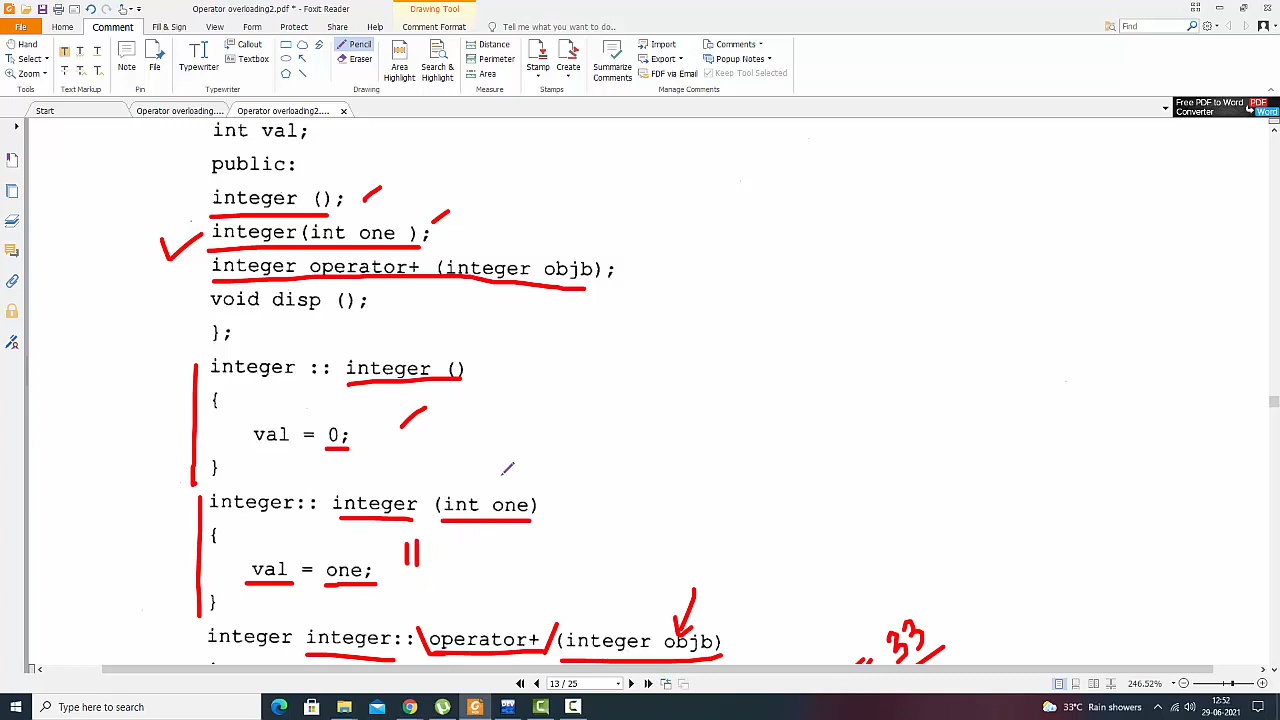 Operator overloading2.... - Foxit Reader
Drawing Tool
File Home Comment Fill & Sign View Form Protect Share Help Comment Format Tell me what you want to do... Find
Hand
Select
Zoom
Tools
Text Markup
Note
File
Pin
Typewriter
Callout
Textbox
Typewriter
Pencil
Eraser
Drawing
Area Highlight
Search & Highlight
Distance
Perimeter
Area
Measure
Stamp
Create
Stamps
Summarize Comments
Import
Export
FDF via Email
Comments
Popup Notes
Keep Tool Selected
Manage Comments
Start Operator overloading.... Operator overloading2....
Free PDF to Word Converter
PDF
Word
int val;
public:
integer ();
integer(int one );
integer operator+ (integer objb);
void disp ();
};
integer :: integer ()
{
val = 0;
}
integer:: integer (int one)
{
val = one;
}
integer integer:: operator+ (integer objb)
= 33
13 / 25
246.52%
Type here to search
33°C Rain showers
12:52
29-06-2021